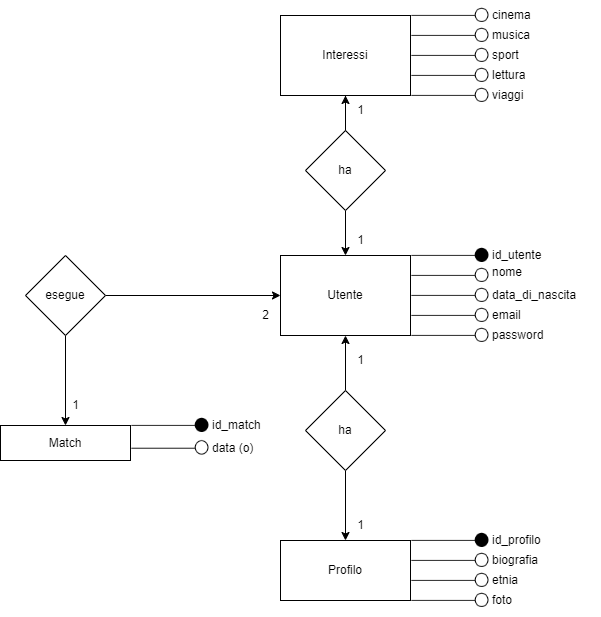 Interessi
cinema
musica
sport
lettura
viaggi
1
ha
1
Utente
id_utente
nome
data_di_nascita
email
password
esegue
2
1
1
Match
id_match
data (o)
ha
1
Profilo
id_profilo
biografia
etnia
foto